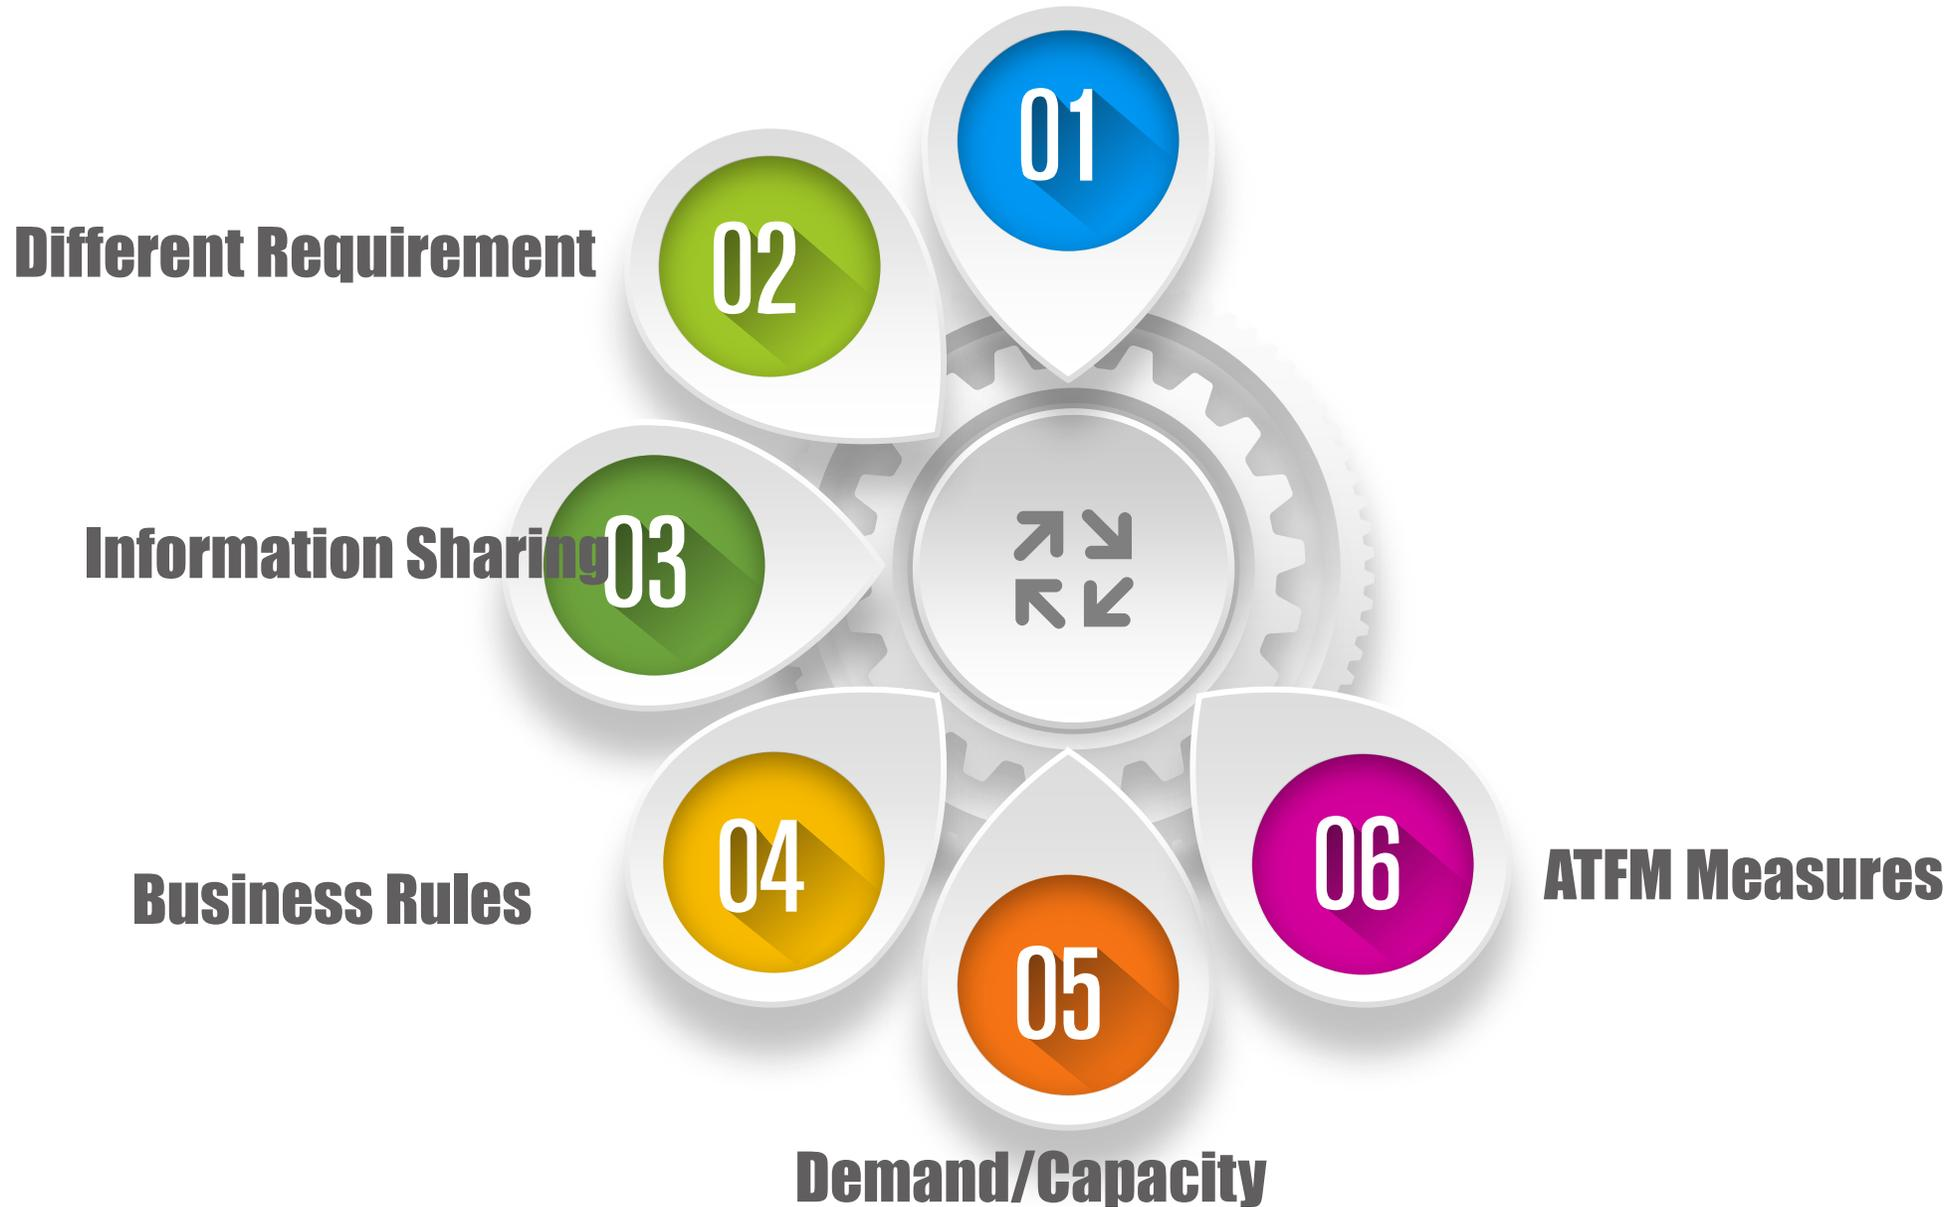 01
02
Different Requirement
03
Information Sharing
04
Business Rules
05
Demand/Capacity
06
ATFM Measures